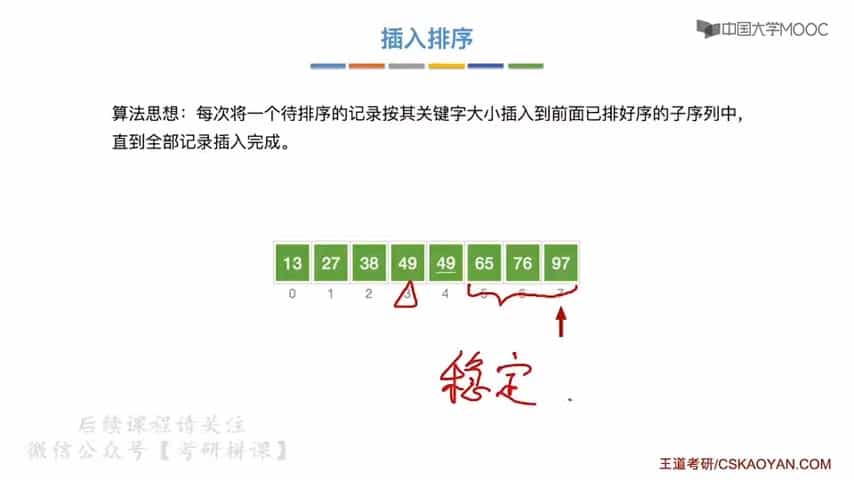 插入排序
中国大学MOOC
算法思想：每次将一个待排序的记录按其关键字大小插入到前面已排好序的子序列中，
直到全部记录插入完成。
13 27 38 49 49 65 76 97
0 1 2 3 4 5 6 7
稳定
后续课程请关注
微信公众号【考研拼课】
王道考研/CSKAOYAN.COM